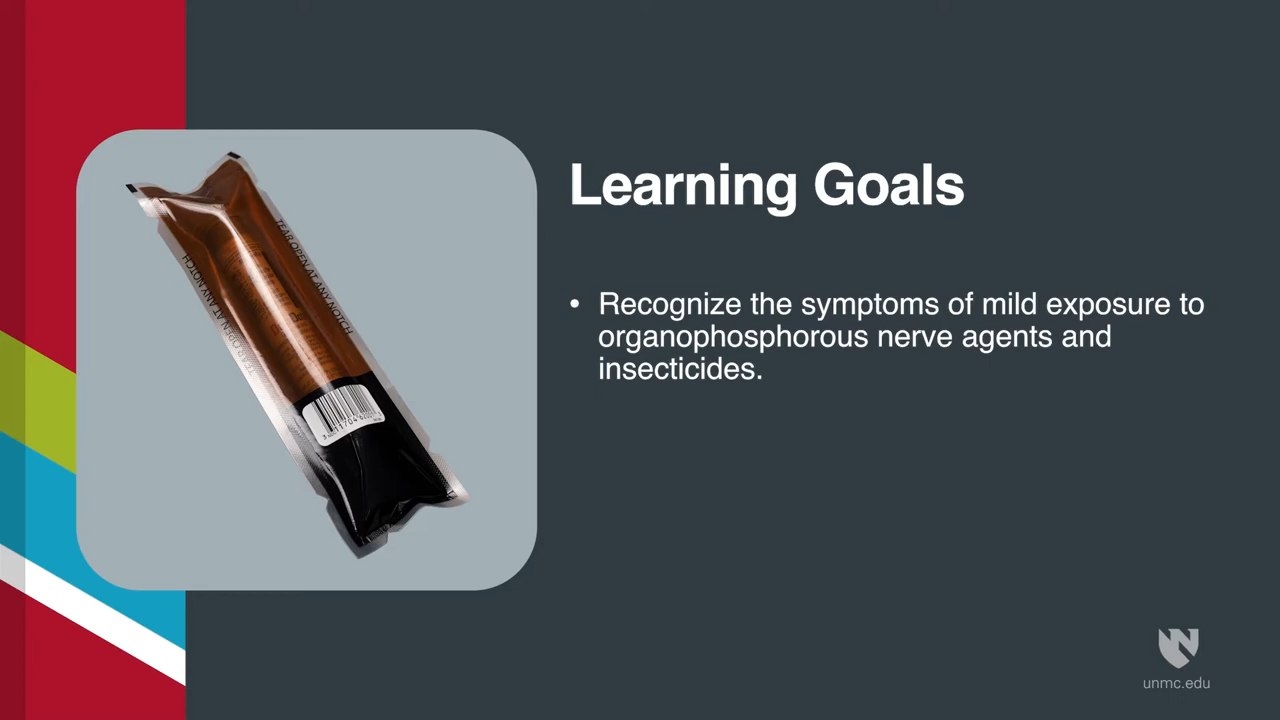 Learning Goals
• Recognize the symptoms of mild exposure to
organophosphorous nerve agents and
insecticides.
TEAR OPEN AT ANY NOTCH
TEAR OPEN AT ANY NOTCH
unmc.edu